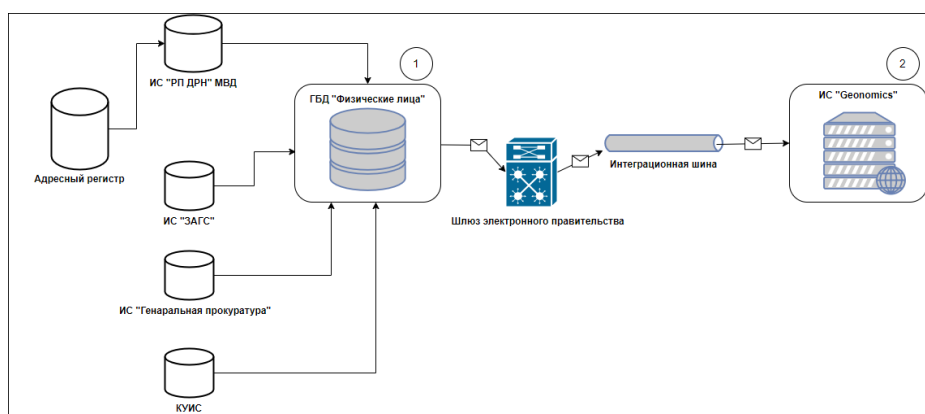 ИС "РП ДРН" МВД
1
2
ГБД "Физические лица"
ИС "Geonomics"
Адресный регистр
Интеграционная шина
ИС "ЗАГС"
Шлюз электронного правительства
ИС "Генаральная прокуратура"
КУИС